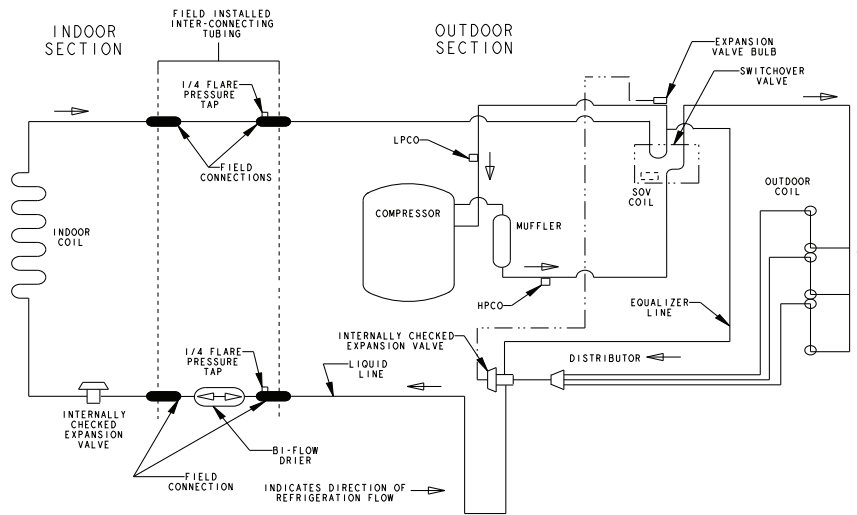 INDOOR
SECTION
FIELD INSTALLED
INTER-CONNECTING
TUBING
OUTDOOR
SECTION
EXPANSION
VALVE BULB
SWITCHOVER
VALVE
1/4 FLARE
PRESSURE
TAP
FIELD
CONNECTIONS
LPCO
COMPRESSOR
MUFFLER
SOV
COIL
OUTDOOR
COIL
INDOOR
COIL
HPCO
EQUALIZER
LINE
INTERNALLY CHECKED
EXPANSION VALVE
DISTRIBUTOR
1/4 FLARE
PRESSURE
TAP
LIQUID
LINE
INTERNALLY
CHECKED
EXPANSION
VALVE
BI-FLOW
DRIER
FIELD
CONNECTION
INDICATES DIRECTION OF
REFRIGERATION FLOW